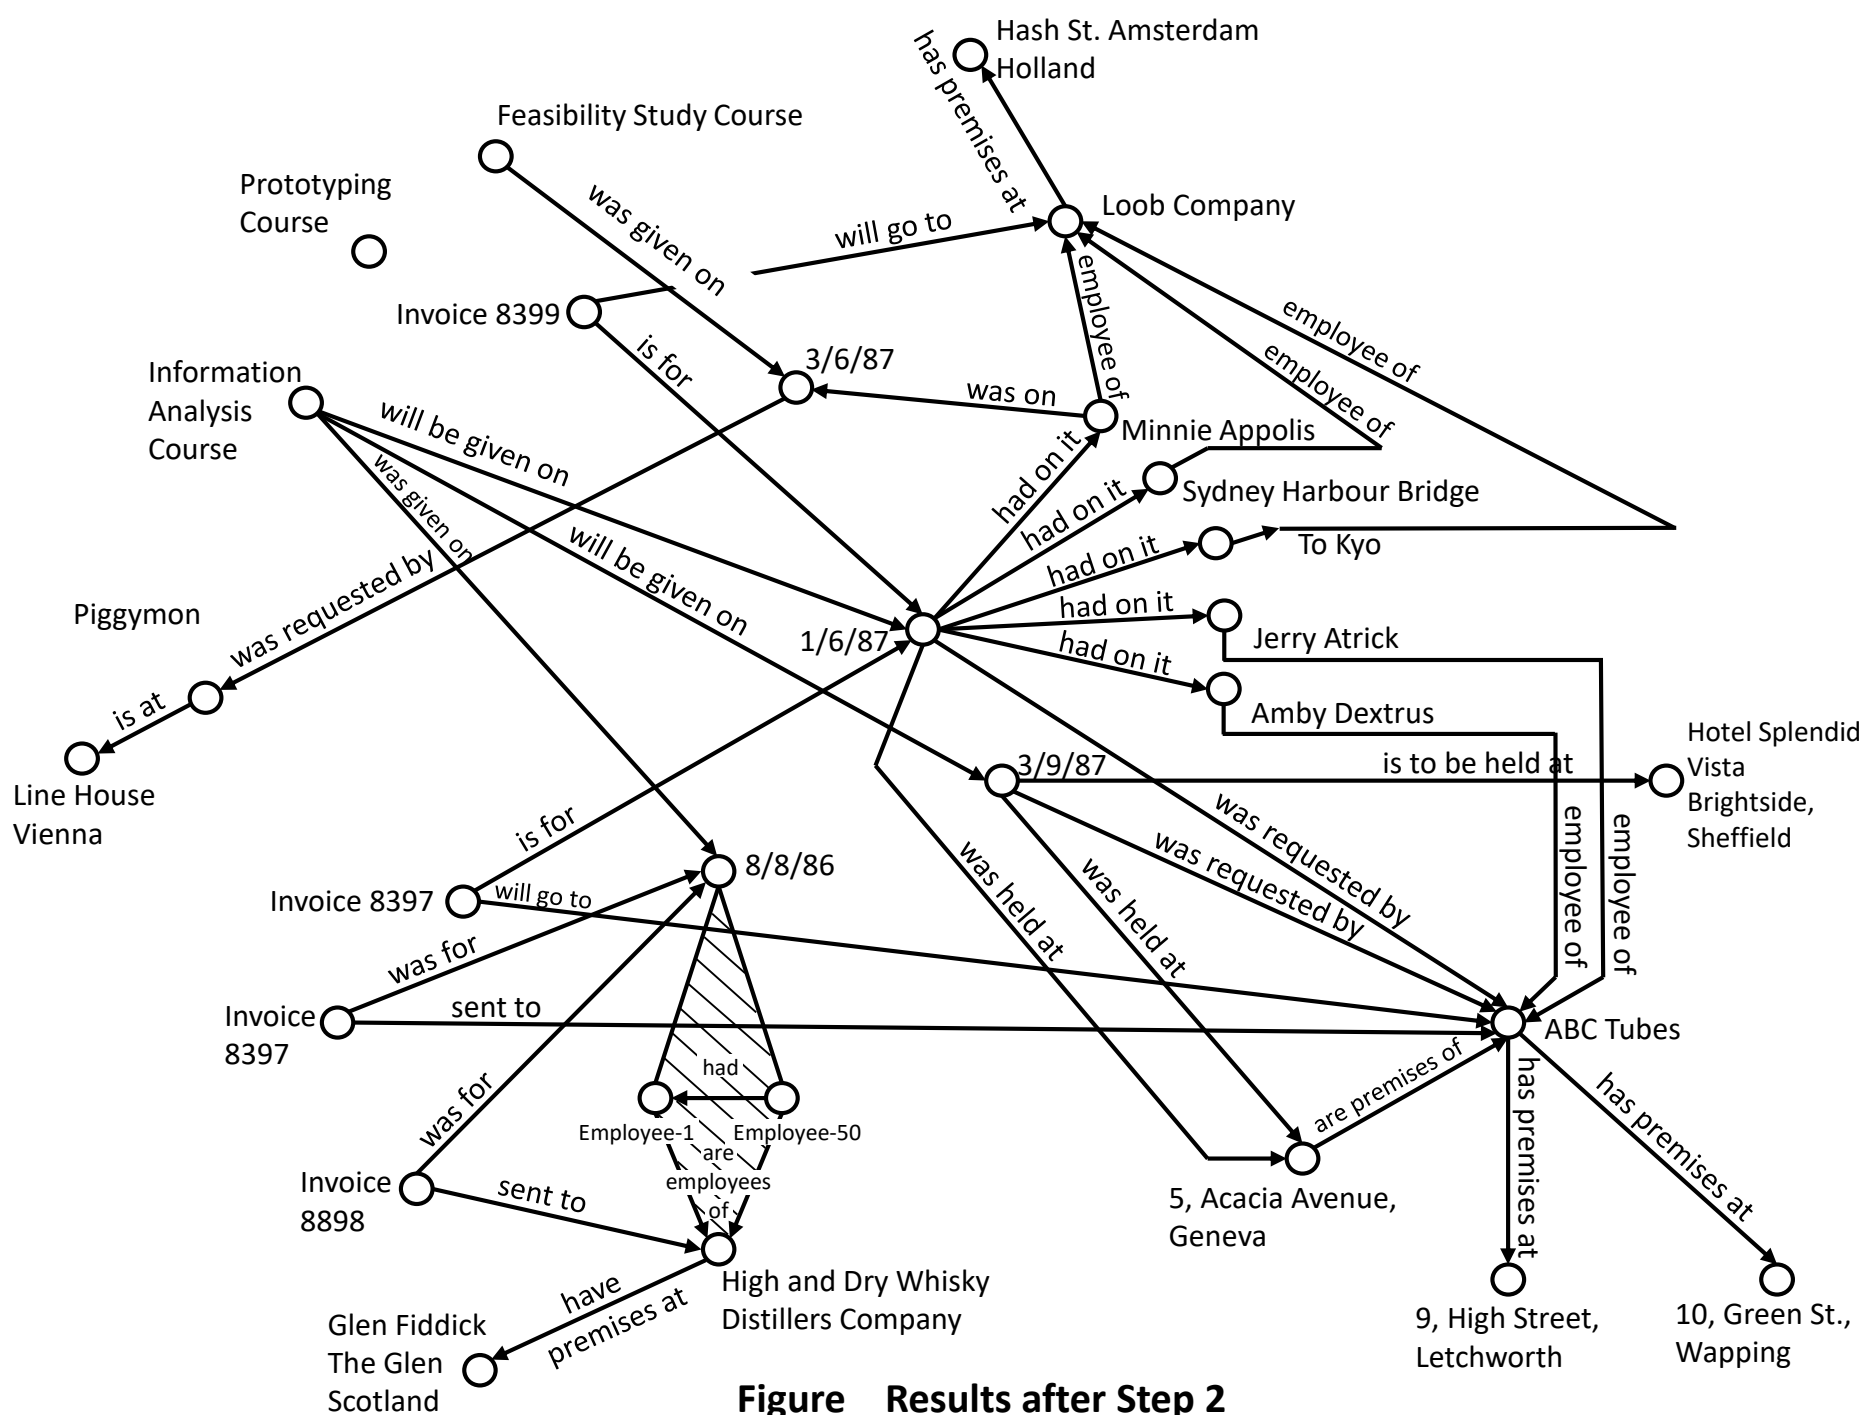 Hash St. Amsterdam
Holland
has premises at
Feasibility Study Course
Prototyping
Course
was given on
will go to
Loob Company
Invoice 8399
is for
employee of
employee of
employee of
3/6/87
was on
Information
Analysis
Course
will be given on
was given on
Minnie Appolis
had on it
Sydney Harbour Bridge
had on it
To Kyo
had on it
will be given on
was requested by
Piggymon
is at
Line House
Vienna
1/6/87
had on it
Jerry Atrick
had on it
Amby Dextrus
3/9/87
is to be held at
Hotel Splendid
Vista
Brightside,
Sheffield
is for
was requested by
was requested by
employee of
employee of
was held at
was held at
8/8/86
Invoice 8397
will go to
was for
Invoice
8397
sent to
ABC Tubes
had
are premises of
has premises at
has premises at
was for
Employee-1
Employee-50
are
employees
of
Invoice
8898
sent to
5, Acacia Avenue,
Geneva
High and Dry Whisky
Distillers Company
have
premises at
Glen Fiddick
The Glen
Scotland
9, High Street,
Letchworth
10, Green St.,
Wapping
Figure Results after Step 2